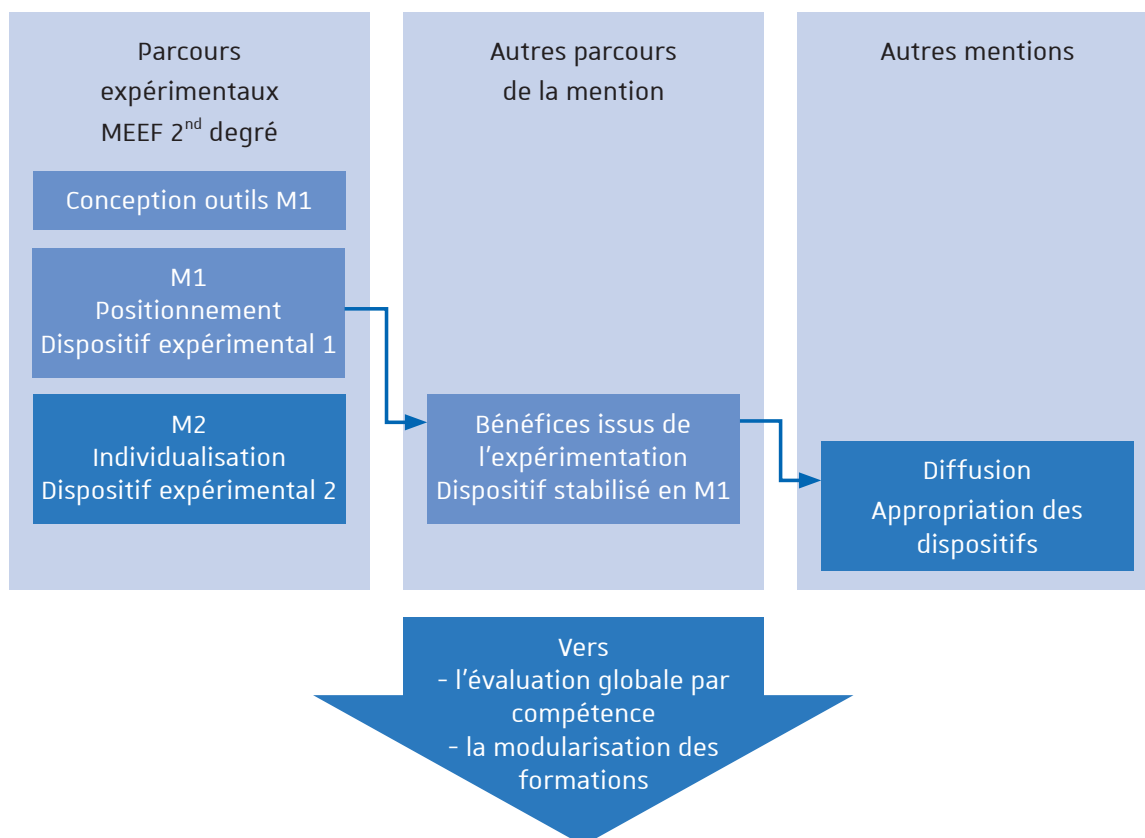 Parcours
expérimentaux
MEEF 2nd degré
Conception outils M1
M1
Positionnement
Dispositif expérimental 1
M2
Individualisation
Dispositif expérimental 2
Autres parcours
de la mention
Bénéfices issus de
l'expérimentation
Dispositif stabilisé en M1
Autres mentions
Diffusion
Appropriation des
dispositifs
Vers
- l'évaluation globale par
compétence
- la modularisation des
formations